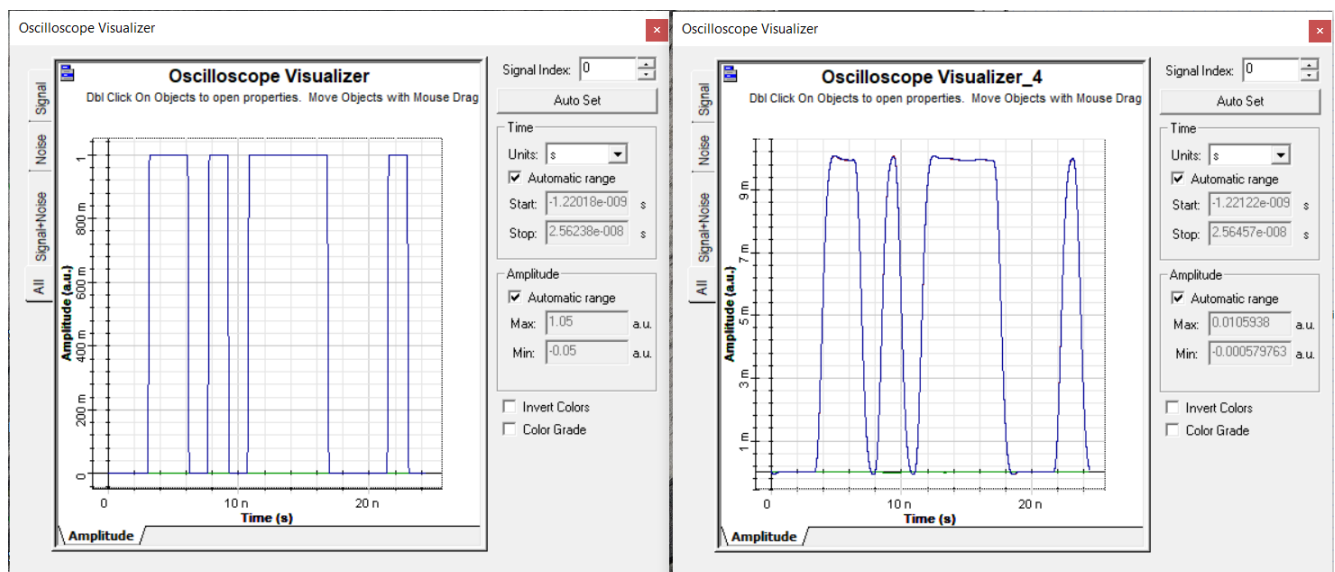 Oscilloscope Visualizer
Oscilloscope Visualizer
Dbl Click On Objects to open properties. Move Objects with Mouse Drag
Signal
Noise
Signal+Noise
All
Amplitude (a.u.)
1
800 m
600 m
400 m
200 m
0
0
10 n
20 n
Time (s)
Amplitude
Signal Index: 0
Auto Set
Time
Units: s
Automatic range
Start: -1.22018e-009 s
Stop: 2.56238e-008 s
Amplitude
Automatic range
Max: 1.05 a.u.
Min: -0.05 a.u.
Invert Colors
Color Grade
Oscilloscope Visualizer
Oscilloscope Visualizer_4
Dbl Click On Objects to open properties. Move Objects with Mouse Drag
Signal
Noise
Signal+Noise
All
Amplitude (a.u.)
9 m
7 m
5 m
3 m
1 m
0
10 n
20 n
Time (s)
Amplitude
Signal Index: 0
Auto Set
Time
Units: s
Automatic range
Start: -1.22122e-009 s
Stop: 2.56457e-008 s
Amplitude
Automatic range
Max: 0.0105938 a.u.
Min: -0.000579763 a.u.
Invert Colors
Color Grade